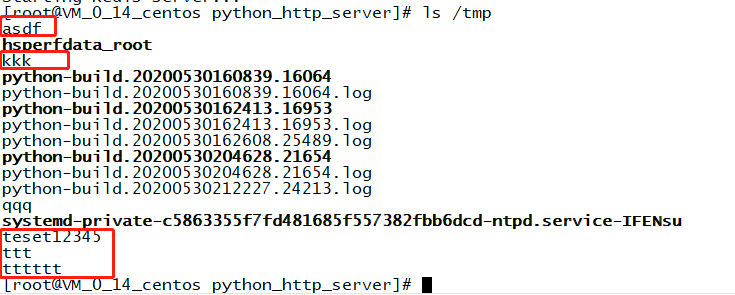 [root@VM_0_14_centos python_http_server]# ls /tmp
asdf
hsperfdata_root
kkk
python-build.20200530160839.16064
python-build.20200530160839.16064.log
python-build.20200530162413.16953
python-build.20200530162413.16953.log
python-build.20200530162608.25489.log
python-build.20200530204628.21654
python-build.20200530204628.21654.log
python-build.20200530212227.24213.log
qqq
systemd-private-c5863355f7fd481685f557382fbb6dcd-ntpd.service-IFENsu
teset12345
ttt
tttttt
[root@VM_0_14_centos python_http_server]#